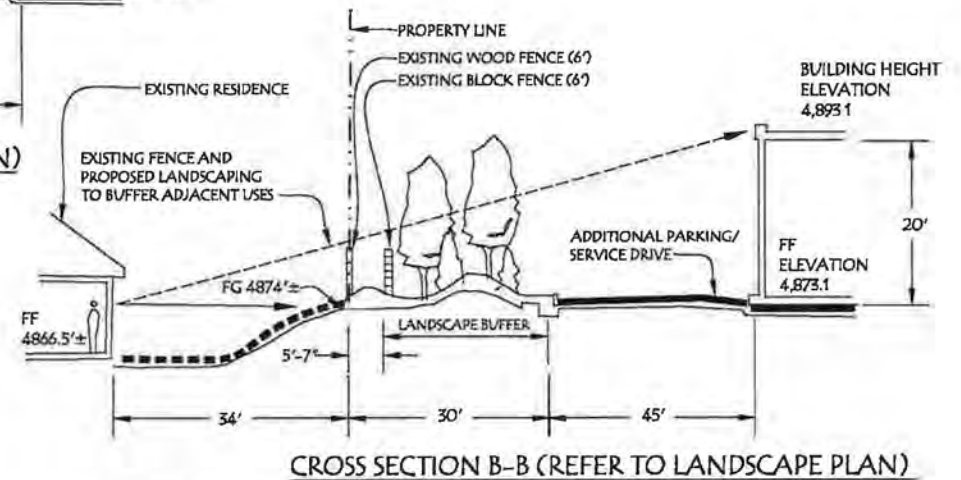 PROPERTY LINE
EXISTING WOOD FENCE (6')
EXISTING BLOCK FENCE (6')
EXISTING RESIDENCE
BUILDING HEIGHT
ELEVATION
4,893.1
N)
EXISTING FENCE AND
PROPOSED LANDSCAPING
TO BUFFER ADJACENT USES
ADDITIONAL PARKING/
SERVICE DRIVE
20'
FF
ELEVATION
4,873.1
FG 4874'±
FF
4866.5'±
LANDSCAPE BUFFER
5'-7"
34'
30'
45'
CROSS SECTION B-B (REFER TO LANDSCAPE PLAN)